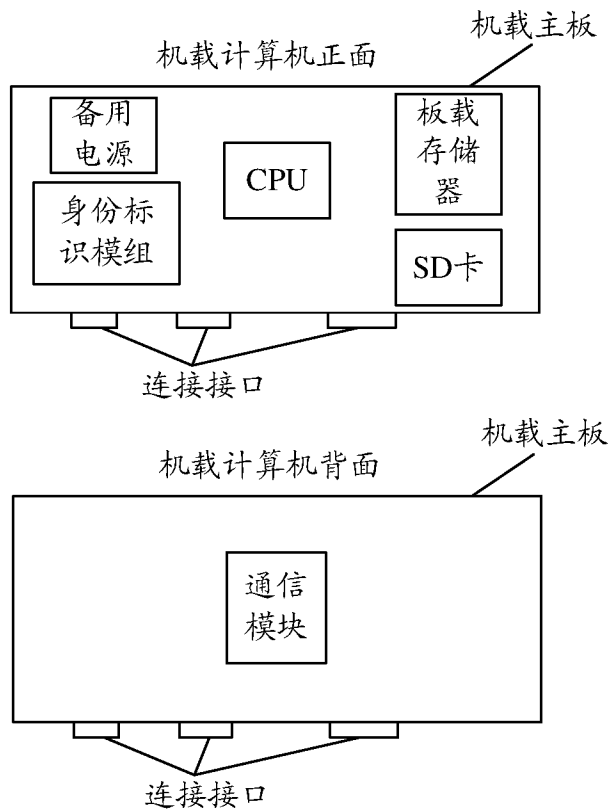 机载主板
机载计算机正面
备用
电源
板载
存储
器
CPU
身份标
识模组
SD卡
连接接口
机载主板
机载计算机背面
通信
模块
连接接口